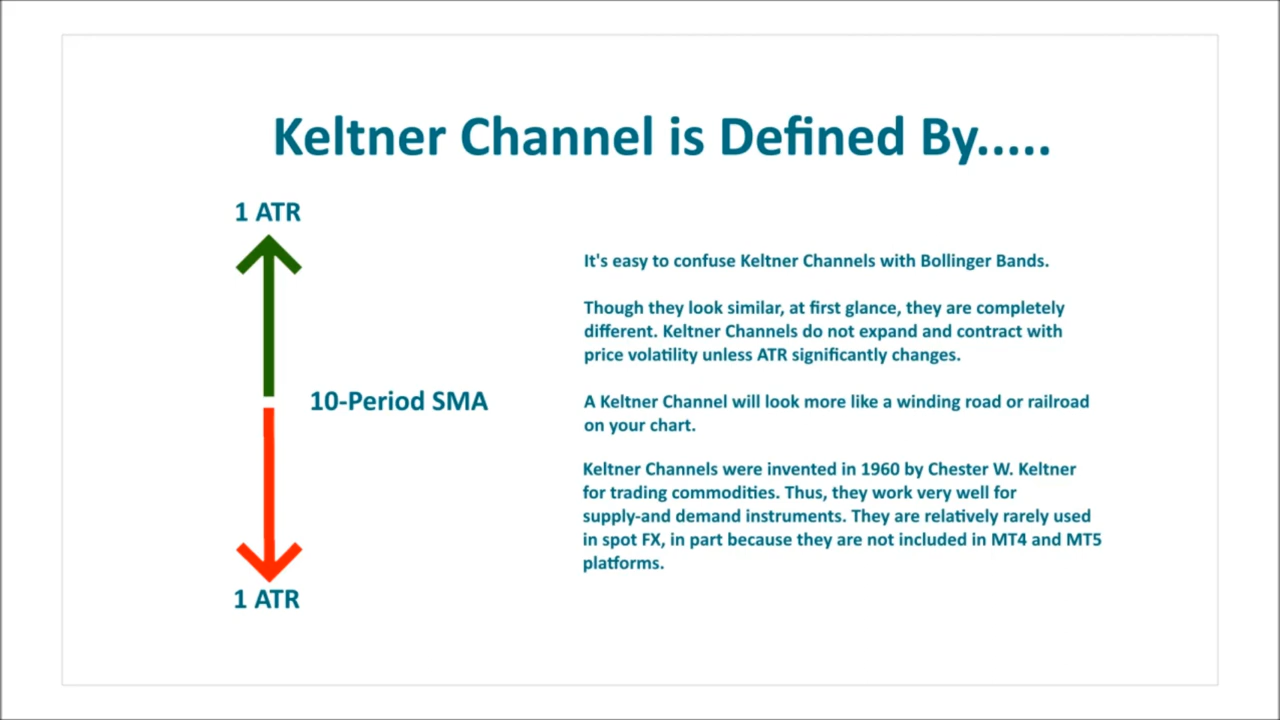 Keltner Channel is Defined By.....
1 ATR
10-Period SMA
1 ATR
It's easy to confuse Keltner Channels with Bollinger Bands.
Though they look similar, at first glance, they are completely
different. Keltner Channels do not expand and contract with
price volatility unless ATR significantly changes.
A Keltner Channel will look more like a winding road or railroad
on your chart.
Keltner Channels were invented in 1960 by Chester W. Keltner
for trading commodities. Thus, they work very well for
supply-and demand instruments. They are relatively rarely used
in spot FX, in part because they are not included in MT4 and MT5
platforms.